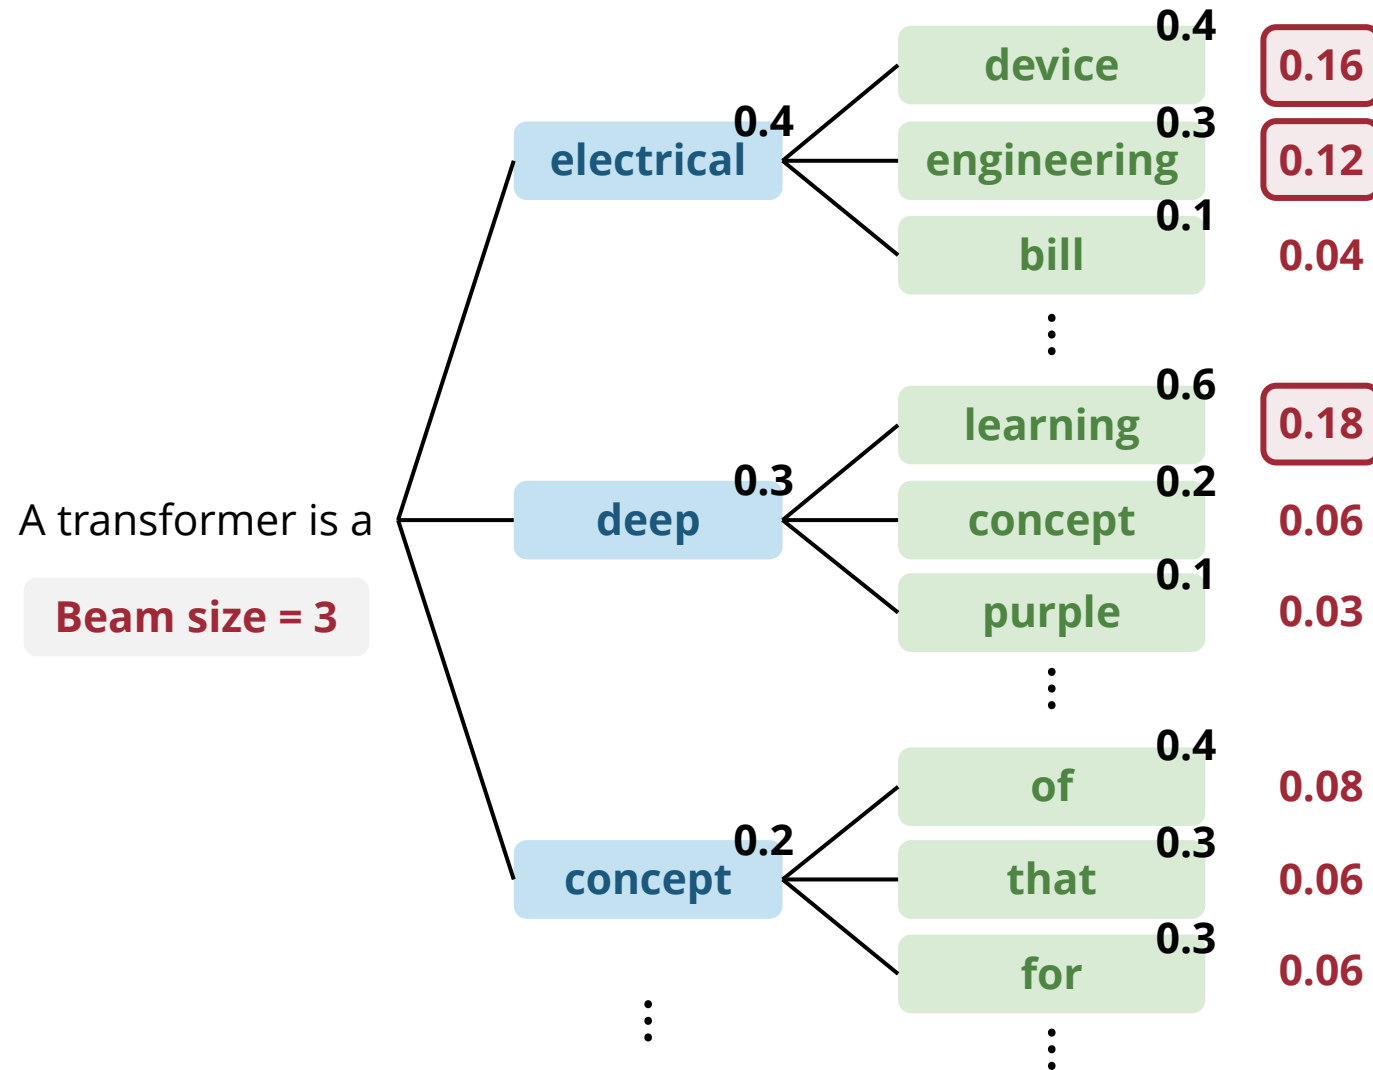 0.4
device
0.16
0.4
electrical
0.3
engineering
0.12
0.1
bill
0.04
0.6
learning
0.18
A transformer is a
0.3
deep
0.2
concept
0.06
Beam size = 3
0.1
purple
0.03
0.4
of
0.08
0.2
concept
0.3
that
0.06
0.3
for
0.06